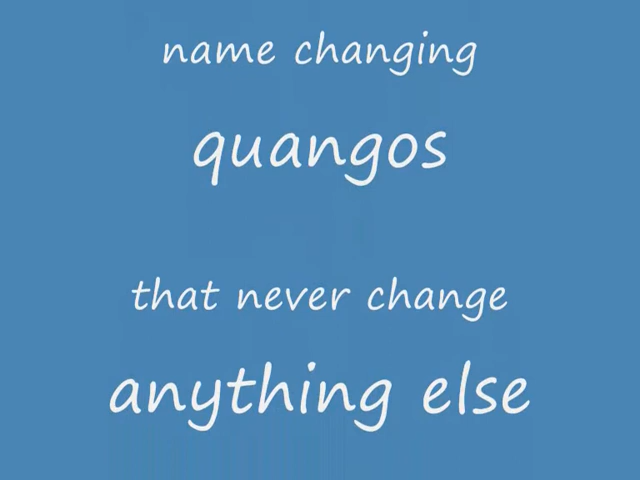 name changing
quangos
that never change
anything else